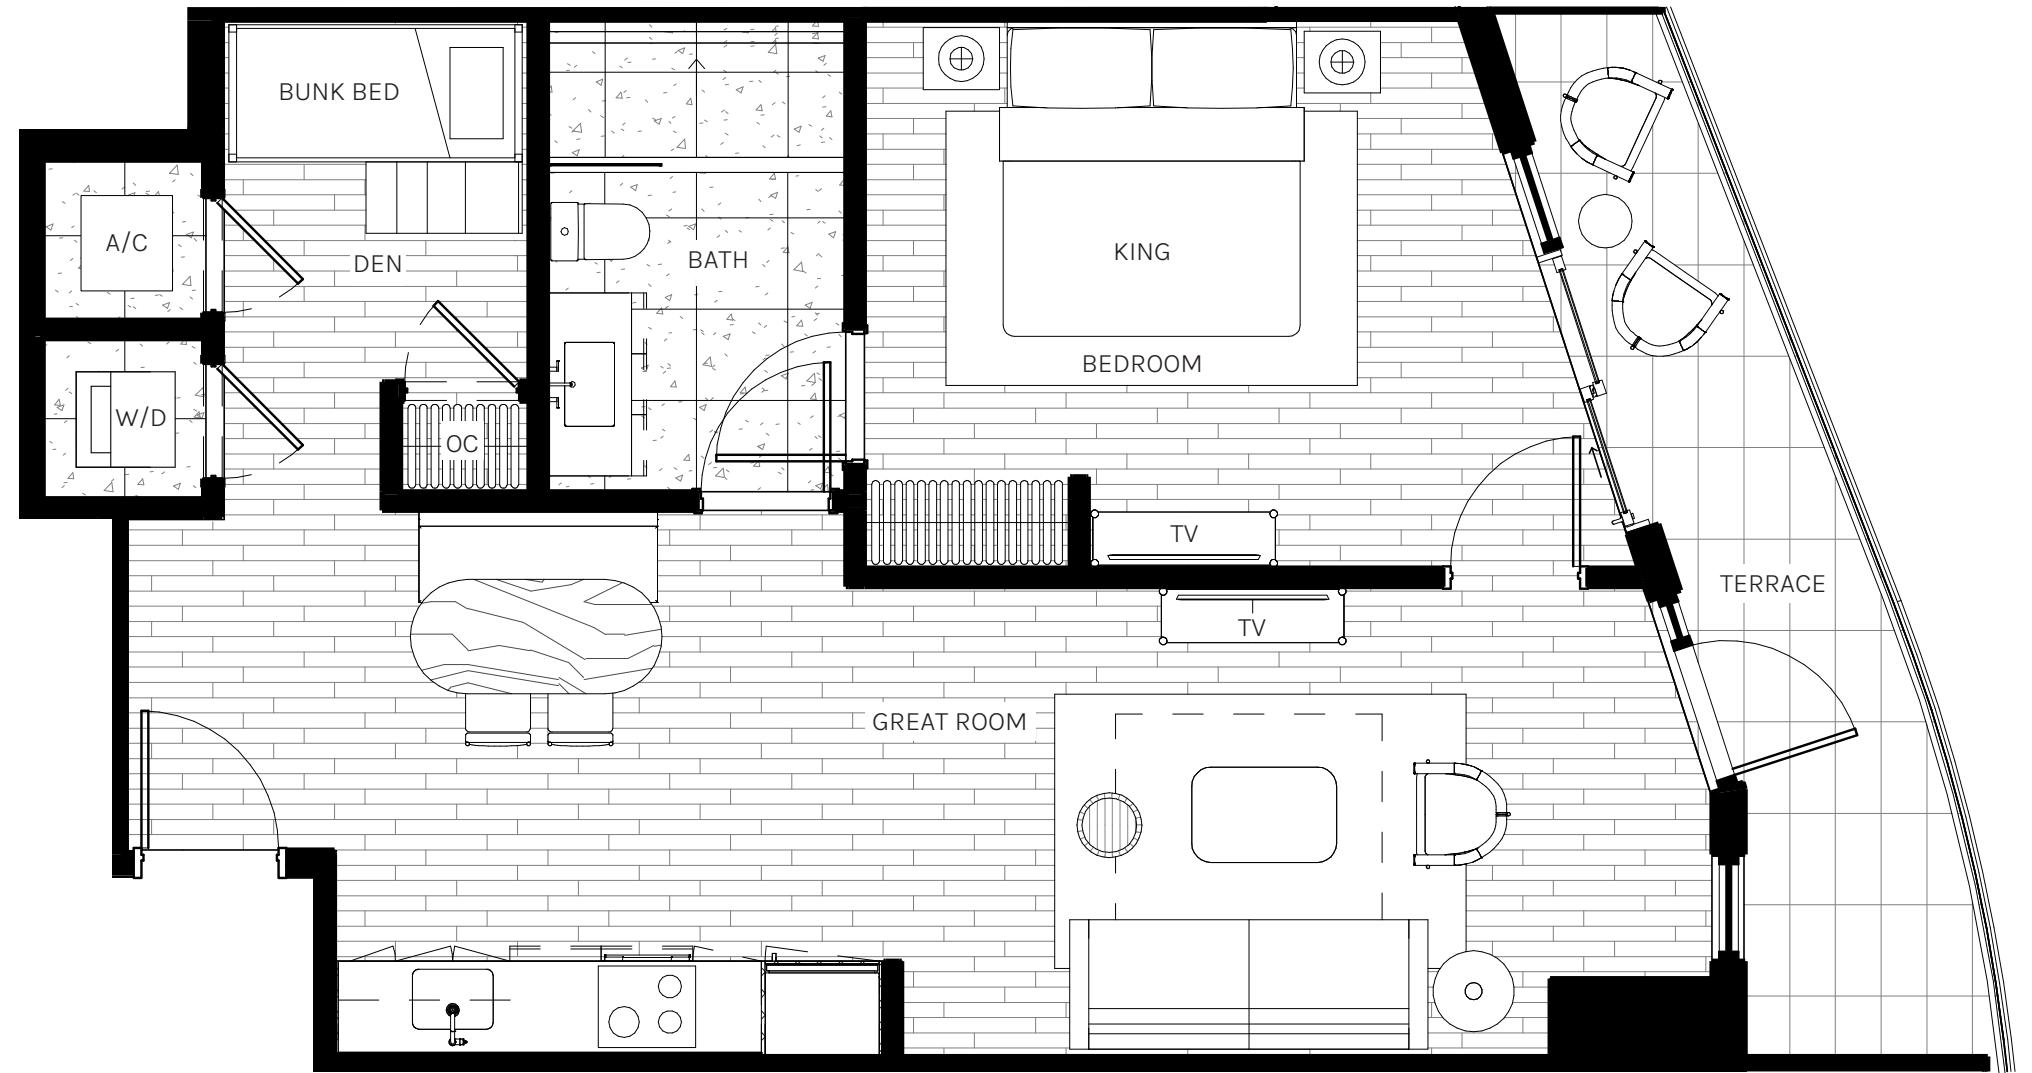 BUNK BED
A/C
DEN
BATH
KING
BEDROOM
W/D
OC
TV
TERRACE
TV
GREAT ROOM